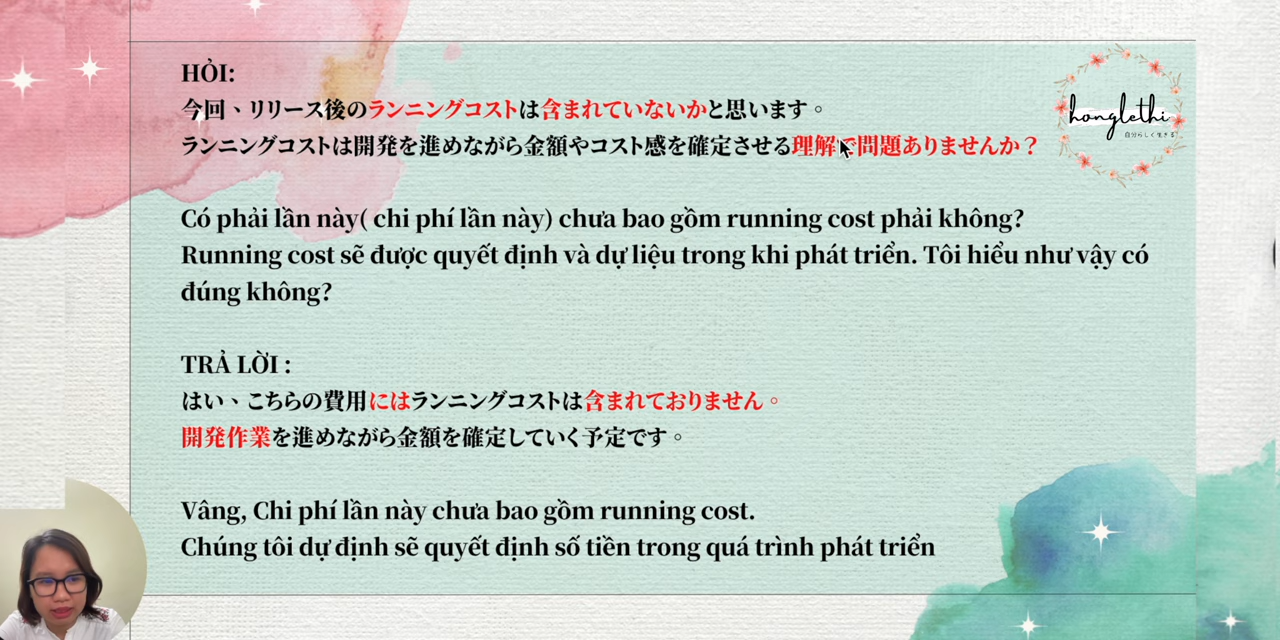 HỎI:
今回、リリース後のランニングコストは含まれていないかと思います。
ランニングコストは開発を進めながら金額やコスト感を確定させる理解で問題ありませんか？
Có phải lần này( chi phí lần này) chưa bao gồm running cost phải không?
Running cost sẽ được quyết định và dự liệu trong khi phát triển. Tôi hiểu như vậy có
đúng không?
TRẢ LỜI :
はい、こちらの費用にはランニングコストは含まれておりません。
開発作業を進めながら金額を確定していく予定です。
Vâng, Chi phí lần này chưa bao gồm running cost.
Chúng tôi dự định sẽ quyết định số tiền trong quá trình phát triển
honglethi
自分らしく生きる